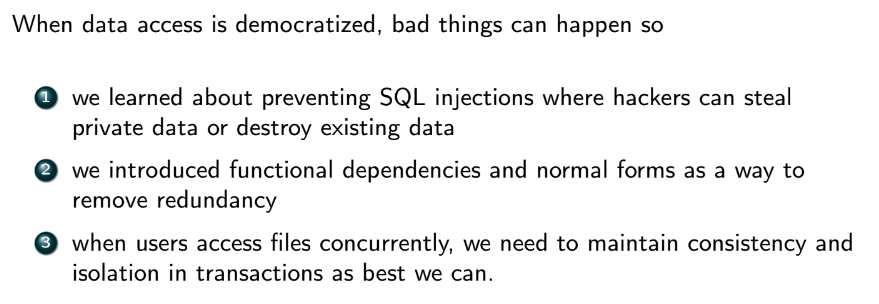 When data access is democratized, bad things can happen so
1 we learned about preventing SQL injections where hackers can steal
private data or destroy existing data
2 we introduced functional dependencies and normal forms as a way to
remove redundancy
3 when users access files concurrently, we need to maintain consistency and
isolation in transactions as best we can.